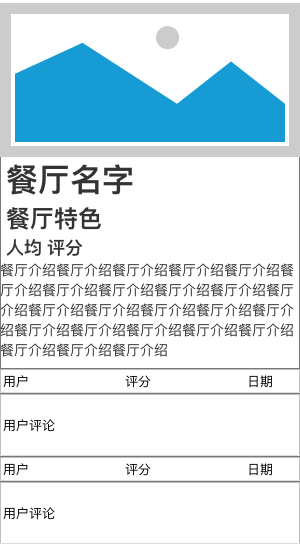 餐厅名字
餐厅特色
人均 评分
餐厅介绍餐厅介绍餐厅介绍餐厅介绍餐厅介绍餐
厅介绍餐厅介绍餐厅介绍餐厅介绍餐厅介绍餐厅
介绍餐厅介绍餐厅介绍餐厅介绍餐厅介绍餐厅介
绍餐厅介绍餐厅介绍餐厅介绍餐厅介绍餐厅介绍
餐厅介绍餐厅介绍餐厅介绍
用户 评分 日期
用户评论
用户 评分 日期
用户评论